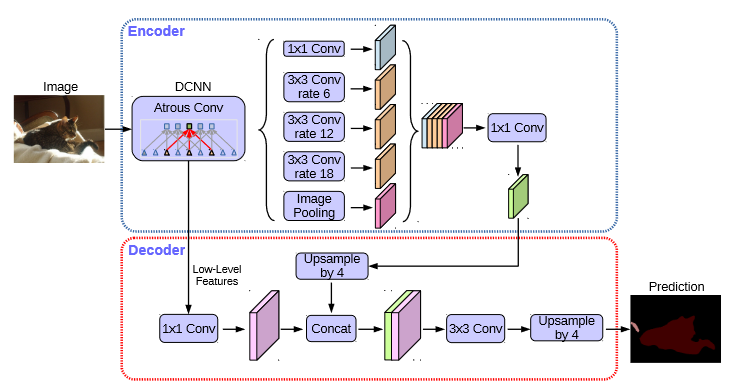 Encoder
Image
DCNN
Atrous Conv
1x1 Conv
3x3 Conv
rate 6
3x3 Conv
rate 12
3x3 Conv
rate 18
Image
Pooling
1x1 Conv
Decoder
Low-Level
Features
Upsample
by 4
1x1 Conv
Concat
3x3 Conv
Upsample
by 4
Prediction